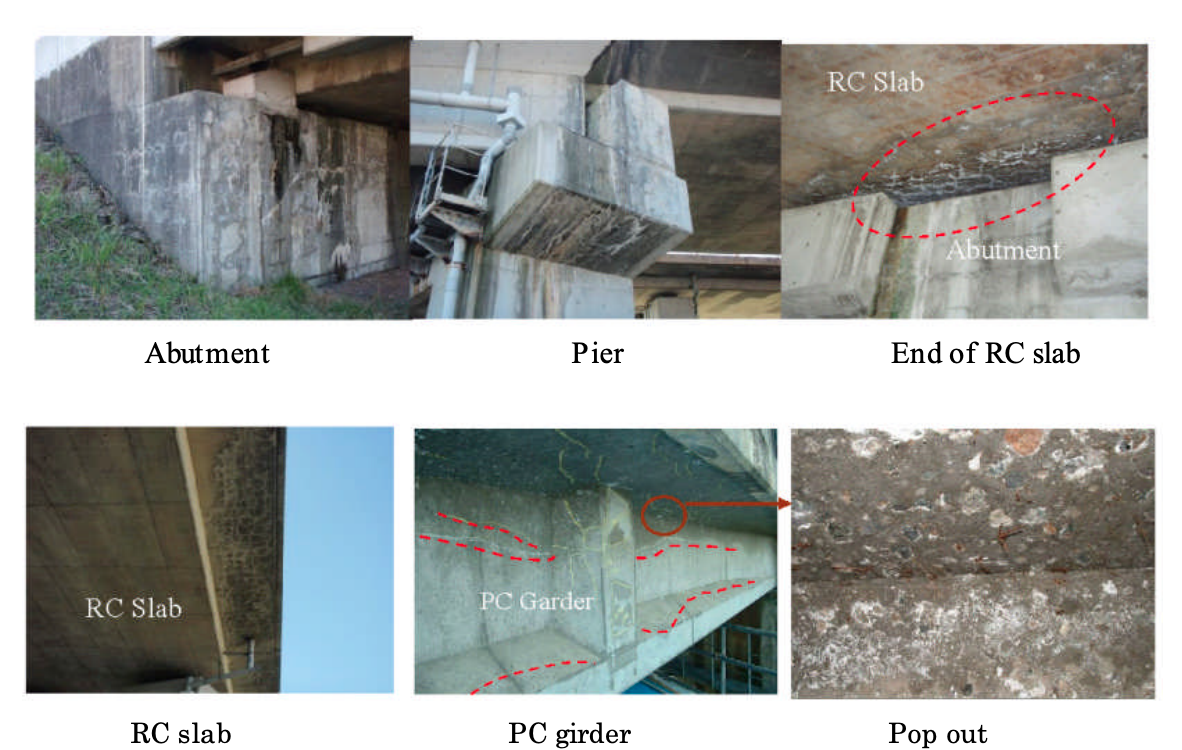 RC Slab
Abutment
Abutment
Pier
End of RC slab
RC Slab
PC Garder
RC slab
PC girder
Pop out